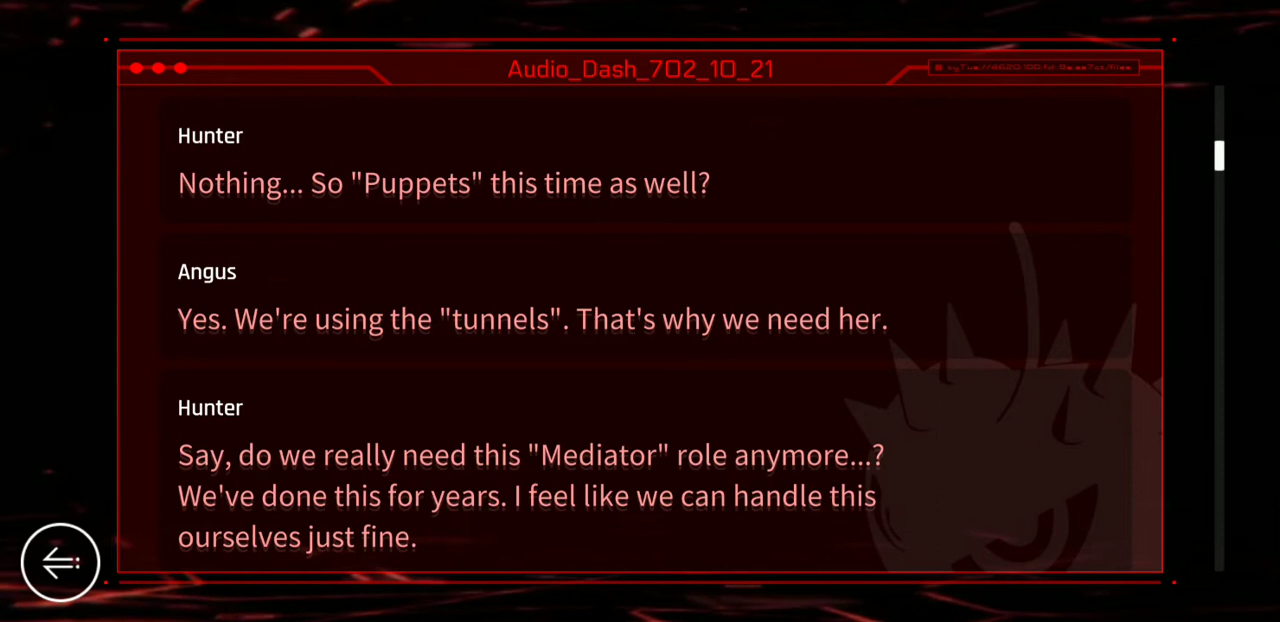 Audio_Dash_702_10_21
Hunter
Nothing... So "Puppets" this time as well?
Angus
Yes. We're using the "tunnels". That's why we need her.
Hunter
Say, do we really need this "Mediator" role anymore...?
We've done this for years. I feel like we can handle this
ourselves just fine.